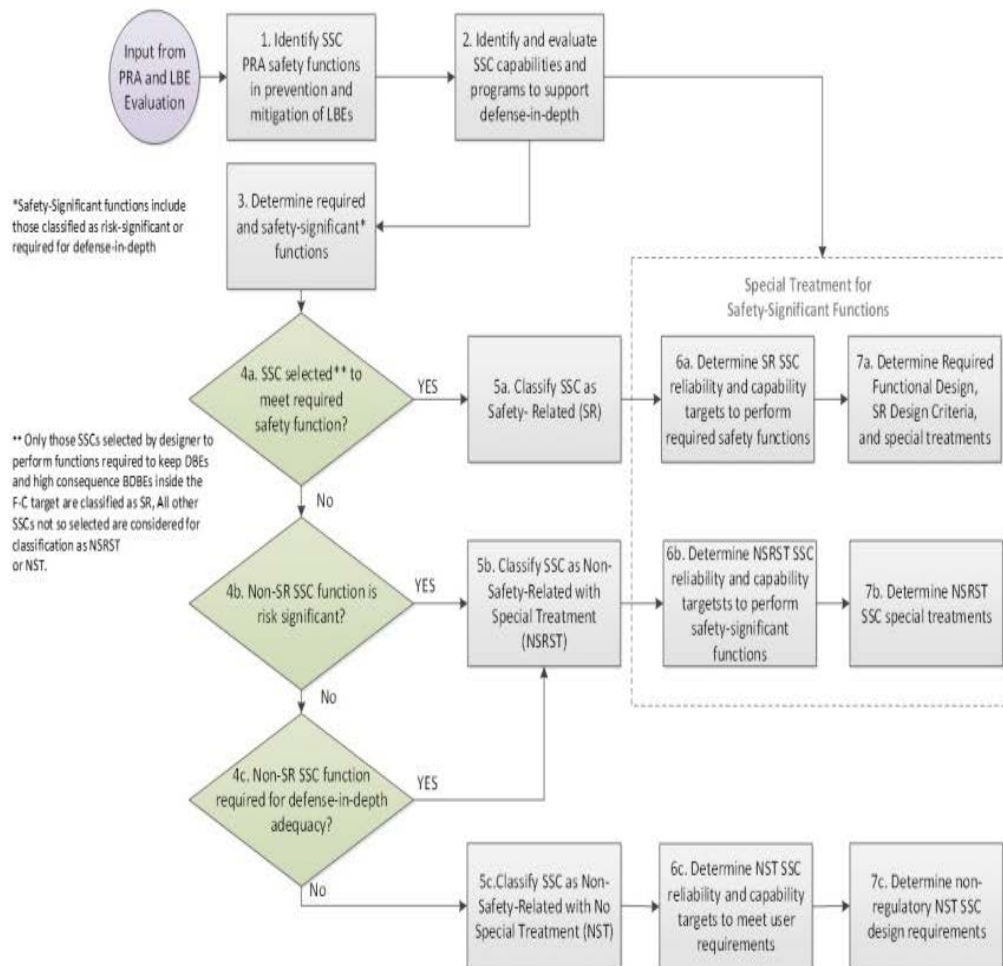 Input from
PRA and LBE
Evaluation
1. Identify SSC
PRA safety functions
in prevention and
mitigation of LBEs
2. Identify and evaluate
SSC capabilities and
programs to support
defense-in-depth
*Safety-Significant functions include
those classified as risk-significant or
required for defense-in-depth
3. Determine required
and safety-significant*
functions
Special Treatment for
Safety-Significant Functions
4a. SSC selected** to
meet required
safety function?
YES
5a. Classify SSC as
Safety- Related (SR)
6a. Determine SR SSC
reliability and capability
targets to perform
required safety functions
7a. Determine Required
Functional Design,
SR Design Criteria,
and special treatments
** Only those SSCs selected by designer to
perform functions required to keep DBEs
and high consequence BDBEs inside the
F-C target are classified as SR, All other
SSCs not so selected are considered for
classification as NSRST
or NST.
No
4b. Non-SR SSC function is
risk significant?
YES
5b. Classify SSC as Non-
Safety-Related with
Special Treatment
(NSRST)
6b. Determine NSRST SSC
reliability and capability
targetsts to perform
safety-significant
functions
7b. Determine NSRST
SSC special treatments
No
4c. Non-SR SSC function
required for defense-in-depth
adequacy?
YES
No
5c.Classify SSC as Non-
Safety-Related with No
Special Treatment (NST)
6c. Determine NST SSC
reliability and capability
targets to meet user
requirements
7c. Determine non-
regulatory NST SSC
design requirements